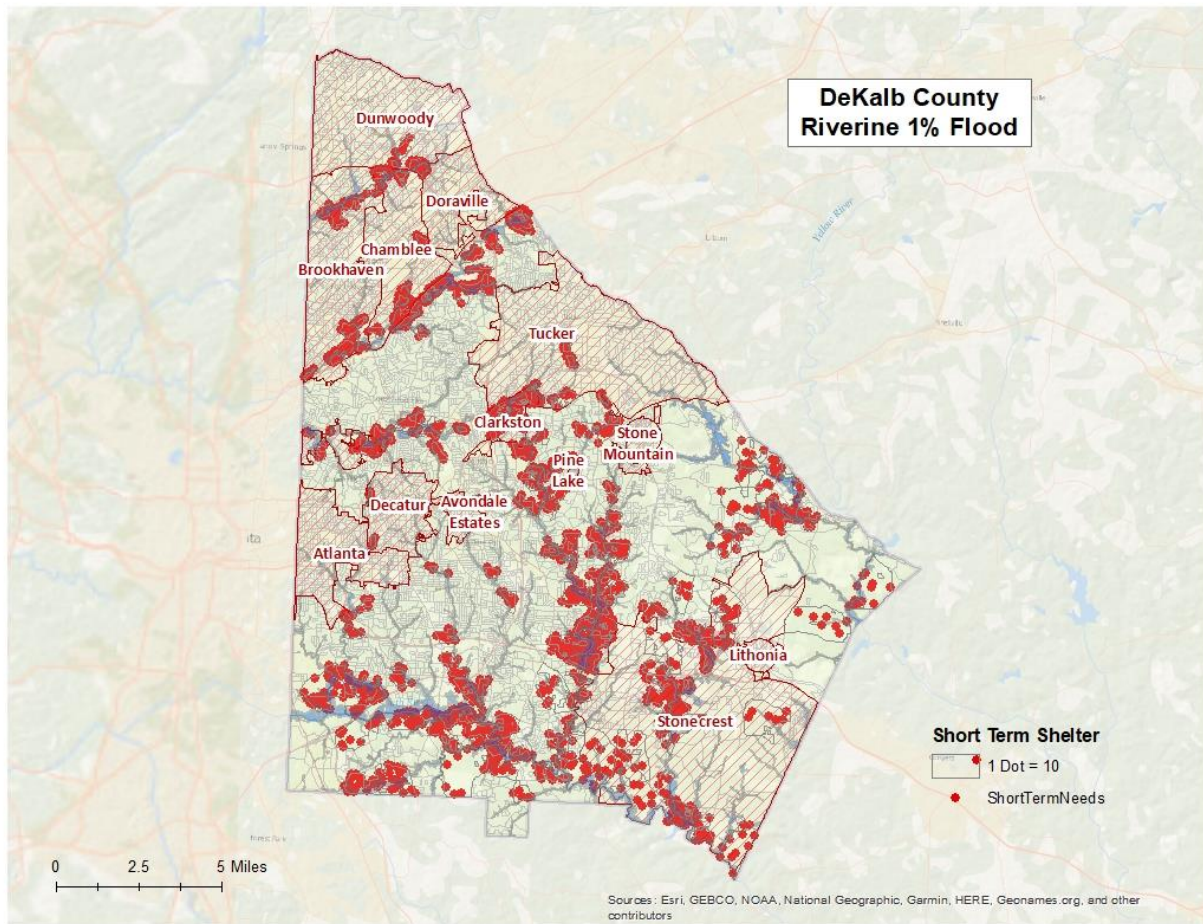 DeKalb County
Riverine 1% Flood
Dunwoody
Doraville
Chamblee
Brookhaven
Tucker
Clarkston
Stone
Mountain
Pine
Lake
Decatur
Avondale
Estates
Atlanta
Lithonia
Stonecrest
Yellow River
Short Term Shelter
1 Dot = 10
ShortTermNeeds
0 2.5 5 Miles
Sources: Esri, GEBCO, NOAA, National Geographic, Garmin, HERE, Geonames.org, and other
contributors